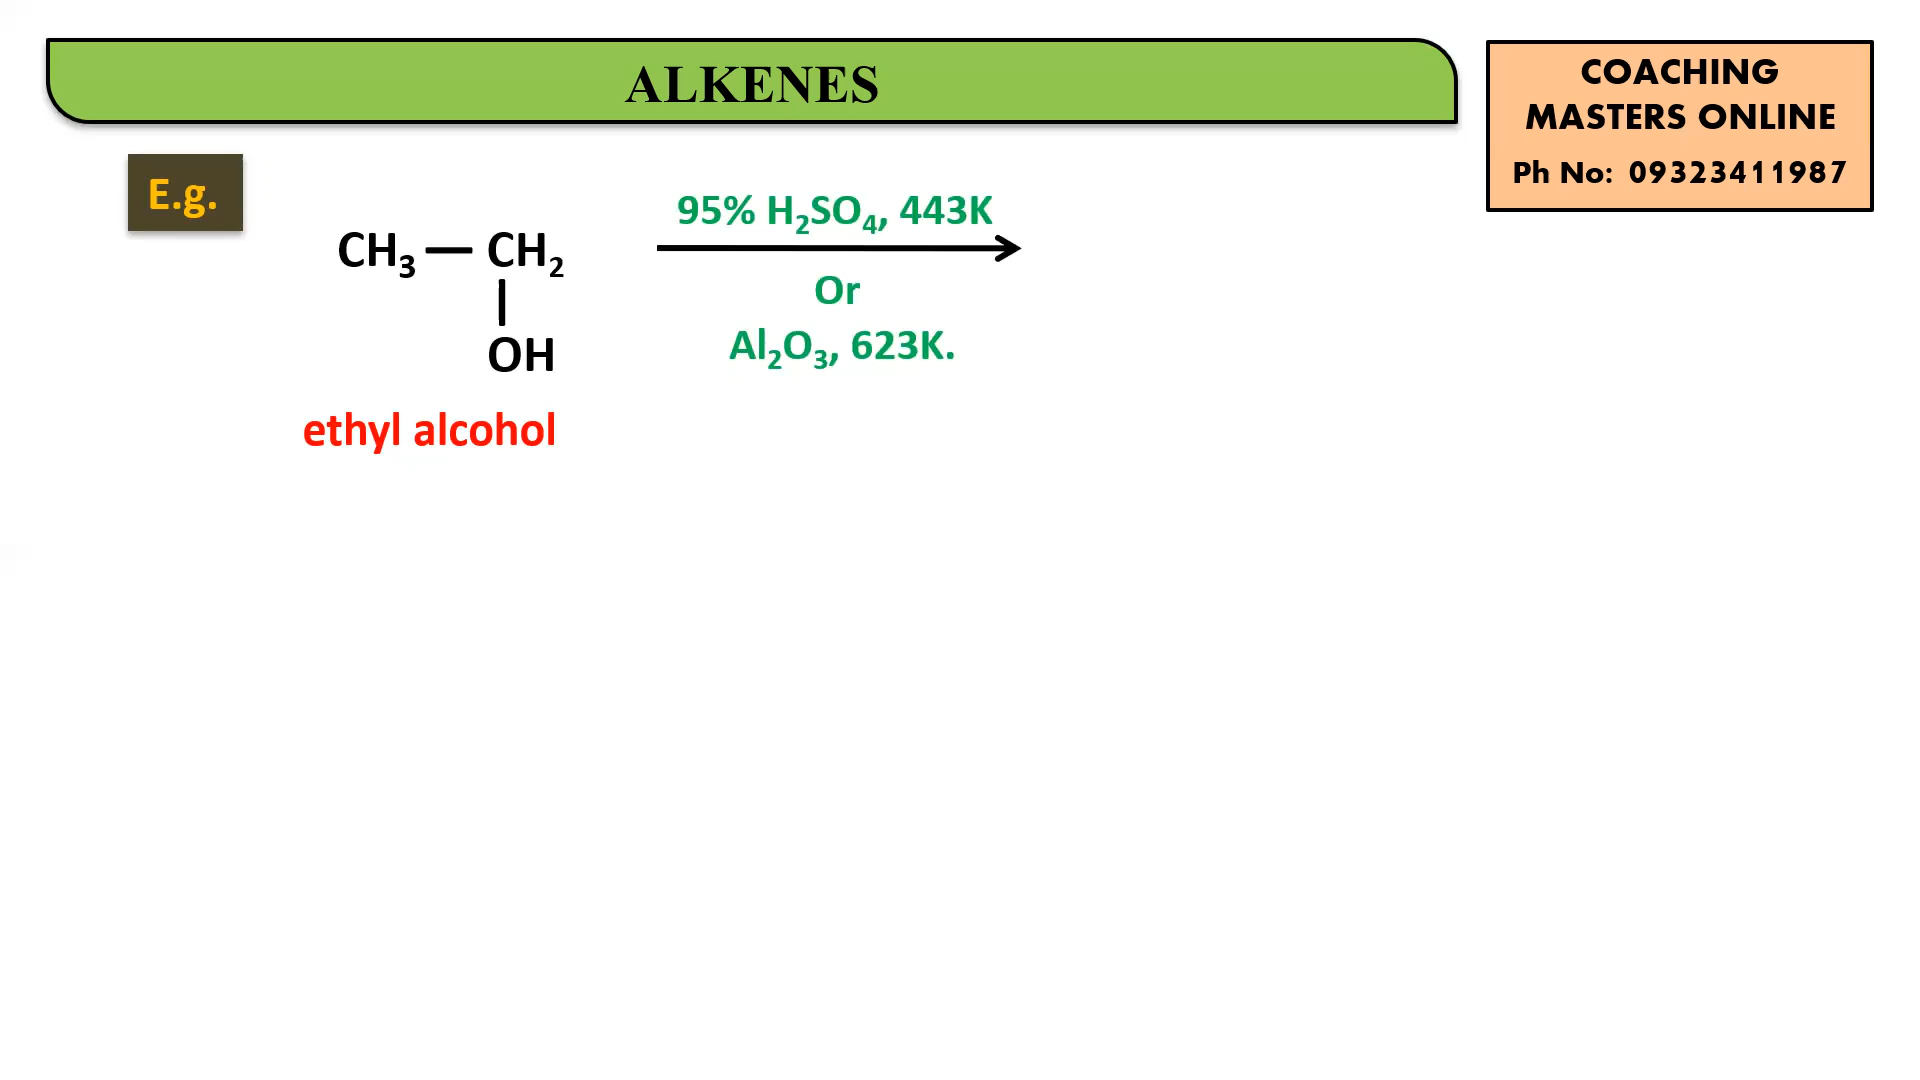 ALKENES
COACHING
MASTERS ONLINE
Ph No: 09323411987
E.g.
95% H₂SO₄, 443K
CH₃ — CH₂
|
OH
Or
Al₂O₃, 623K.
ethyl alcohol